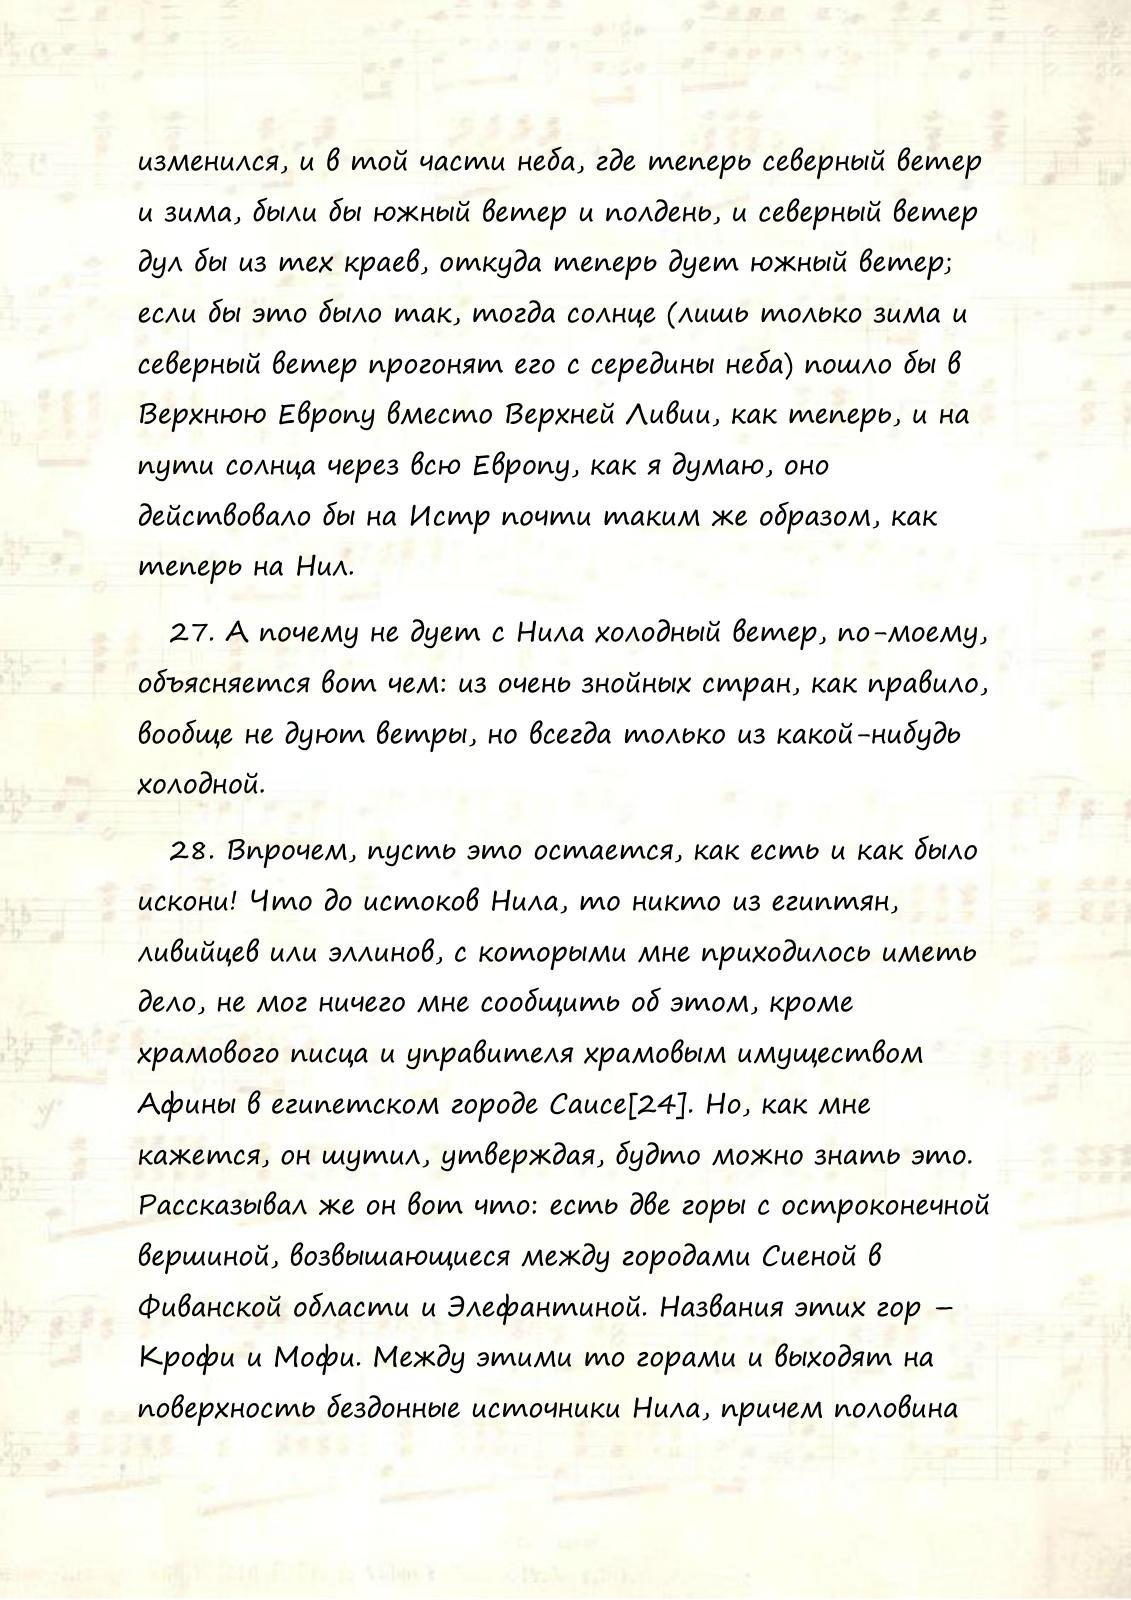 изменился, и в той части неба, где теперь северный ветер
и зима, были бы южный ветер и полдень, и северный ветер
дул бы из тех краев, откуда теперь дует южный ветер;
если бы это было так, тогда солнце (лишь только зима и
северный ветер прогонят его с середины неба) пошло бы в
Верхнюю Европу вместо Верхней Ливии, как теперь, и на
пути солнца через всю Европу, как я думаю, оно
действовало бы на Истр почти таким же образом, как
теперь на Нил.
27. А почему не дует с Нила холодный ветер, по-моему,
объясняется вот чем: из очень знойных стран, как правило,
вообще не дуют ветры, но всегда только из какой-нибудь
холодной.
28. Впрочем, пусть это остается, как есть и как было
искони! Что до истоков Нила, то никто из египтян,
ливийцев или эллинов, с которыми мне приходилось иметь
дело, не мог ничего мне сообщить об этом, кроме
храмового писца и управителя храмовым имуществом
Афины в египетском городе Саисе[24]. Но, как мне
кажется, он шутил, утверждая, будто можно знать это.
Рассказывал же он вот что: есть две горы с остроконечной
вершиной, возвышающиеся между городами Сиеной в
Фиванской области и Элефантиной. Названия этих гор –
Крофи и Мофи. Между этими то горами и выходят на
поверхность бездонные источники Нила, причем половина